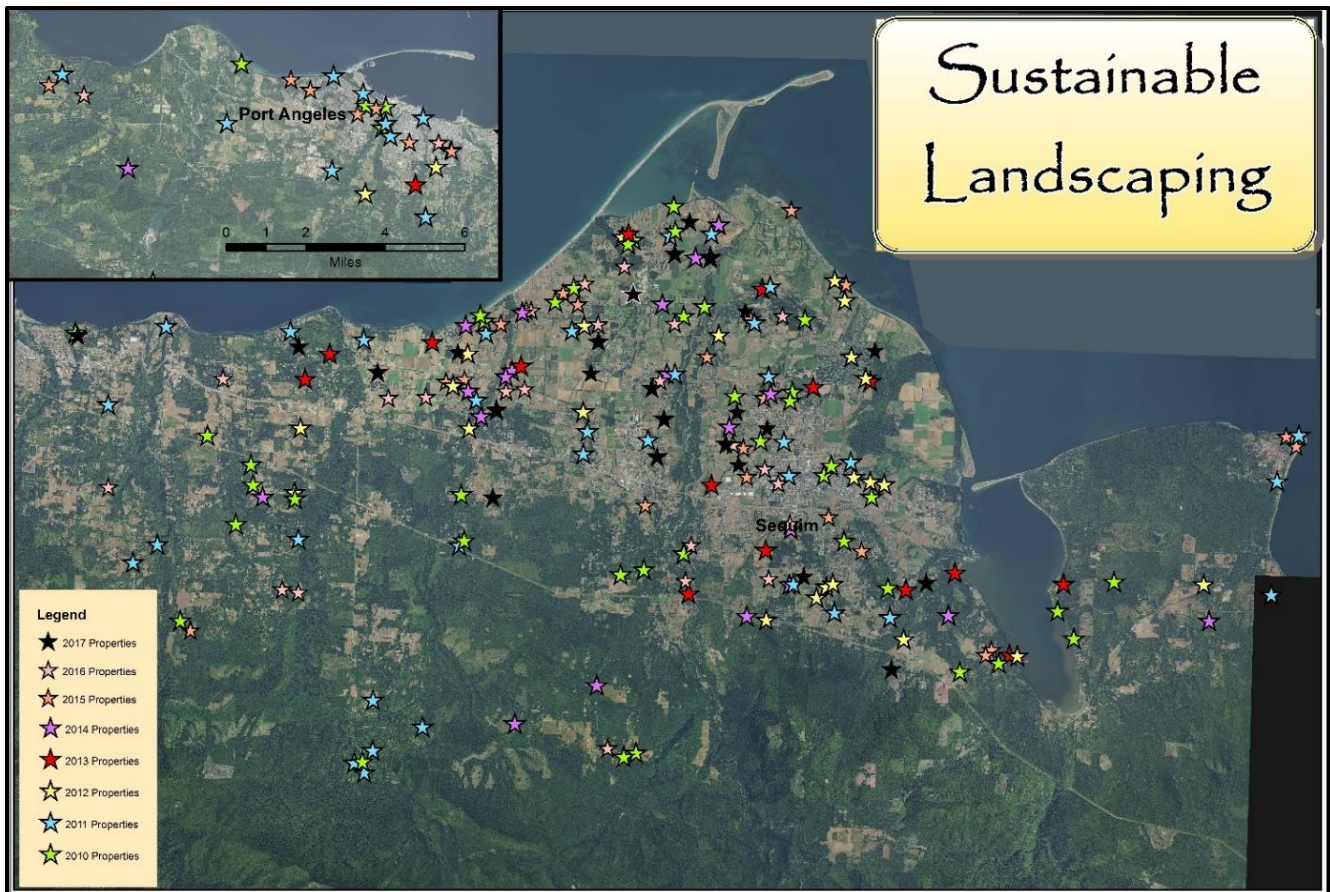 Sustainable
Landscaping
Port Angeles
0 1 2 4 6
Miles
Sequim
Legend
2017 Properties
2016 Properties
2015 Properties
2014 Properties
2013 Properties
2012 Properties
2011 Properties
2010 Properties